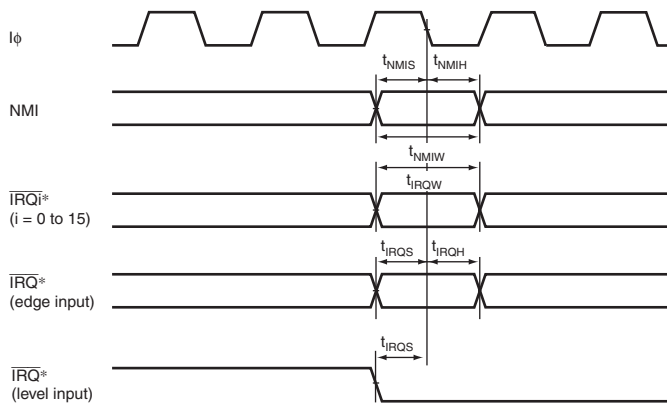 Iφ
tNMIS tNMIH
NMI
tNMIW
tIRQW
IRQi*
(i = 0 to 15)
tIRQS tIRQH
IRQ*
(edge input)
tIRQS
IRQ*
(level input)